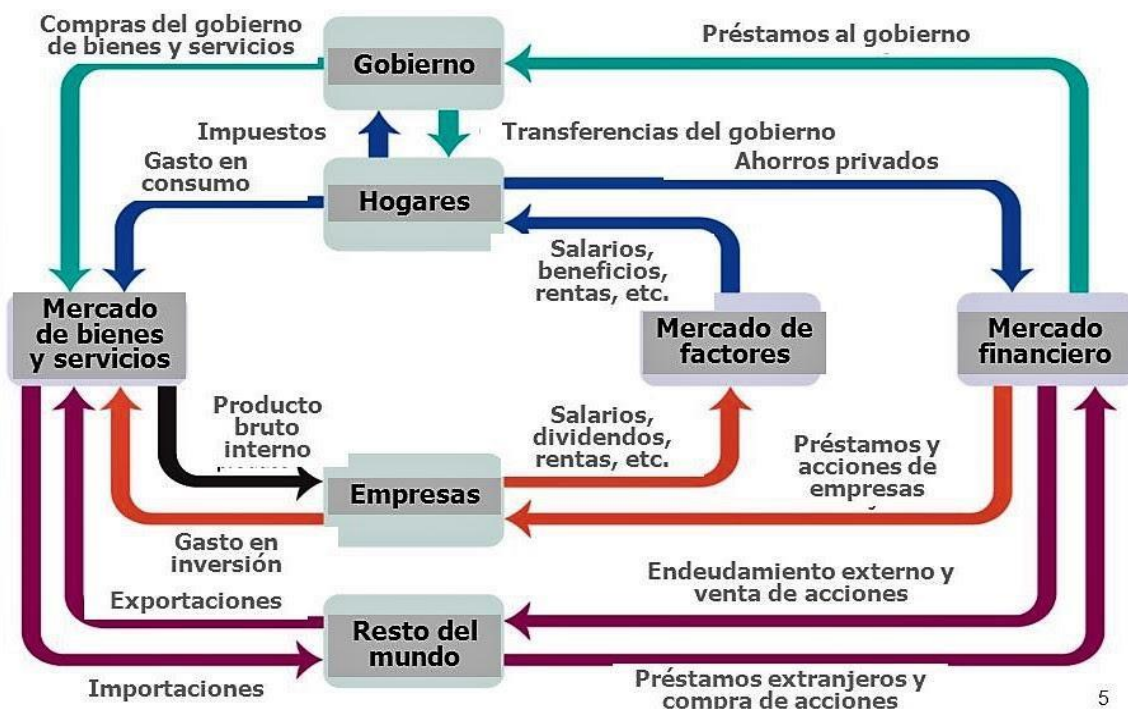 Compras del gobierno
de bienes y servicios
Gobierno
Préstamos al gobierno
Impuestos
Transferencias del gobierno
Gasto en
consumo
Hogares
Ahorros privados
Salarios,
beneficios,
rentas, etc.
Mercado
de bienes
y servicios
Mercado de
factores
Mercado
financiero
Producto
bruto
interno
Salarios,
dividendos,
rentas, etc.
Préstamos y
acciones de
empresas
Empresas
Gasto en
inversión
Endeudamiento externo y
venta de acciones
Exportaciones
Resto del
mundo
Importaciones
Préstamos extranjeros y
compra de acciones
5